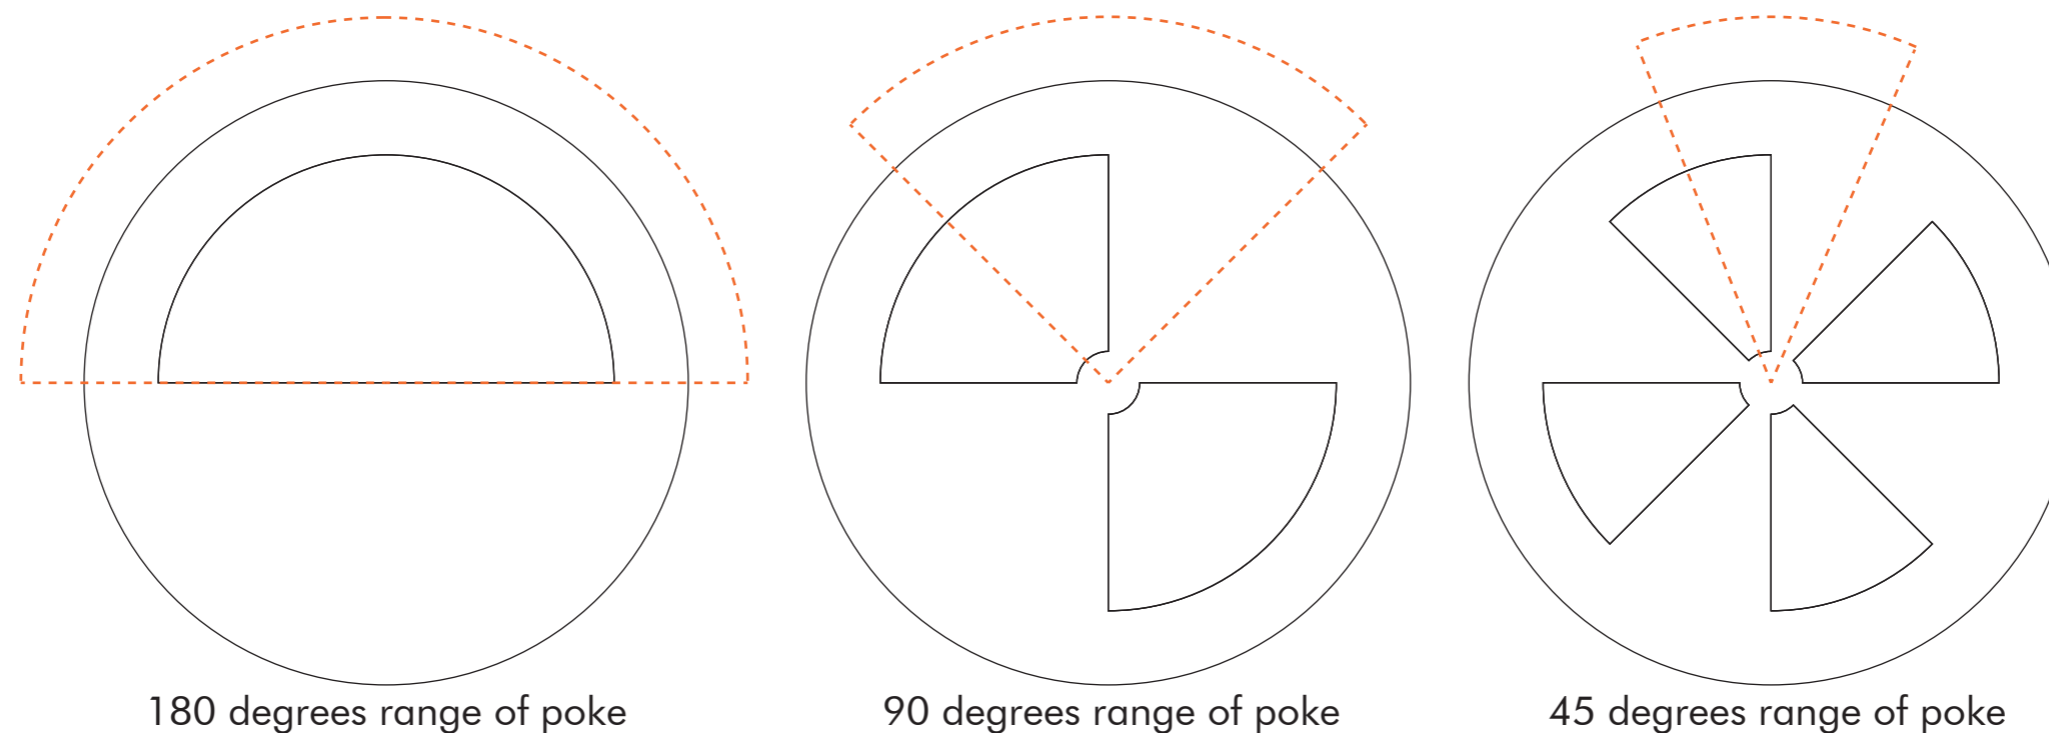 180 degrees range of poke
90 degrees range of poke
45 degrees range of poke